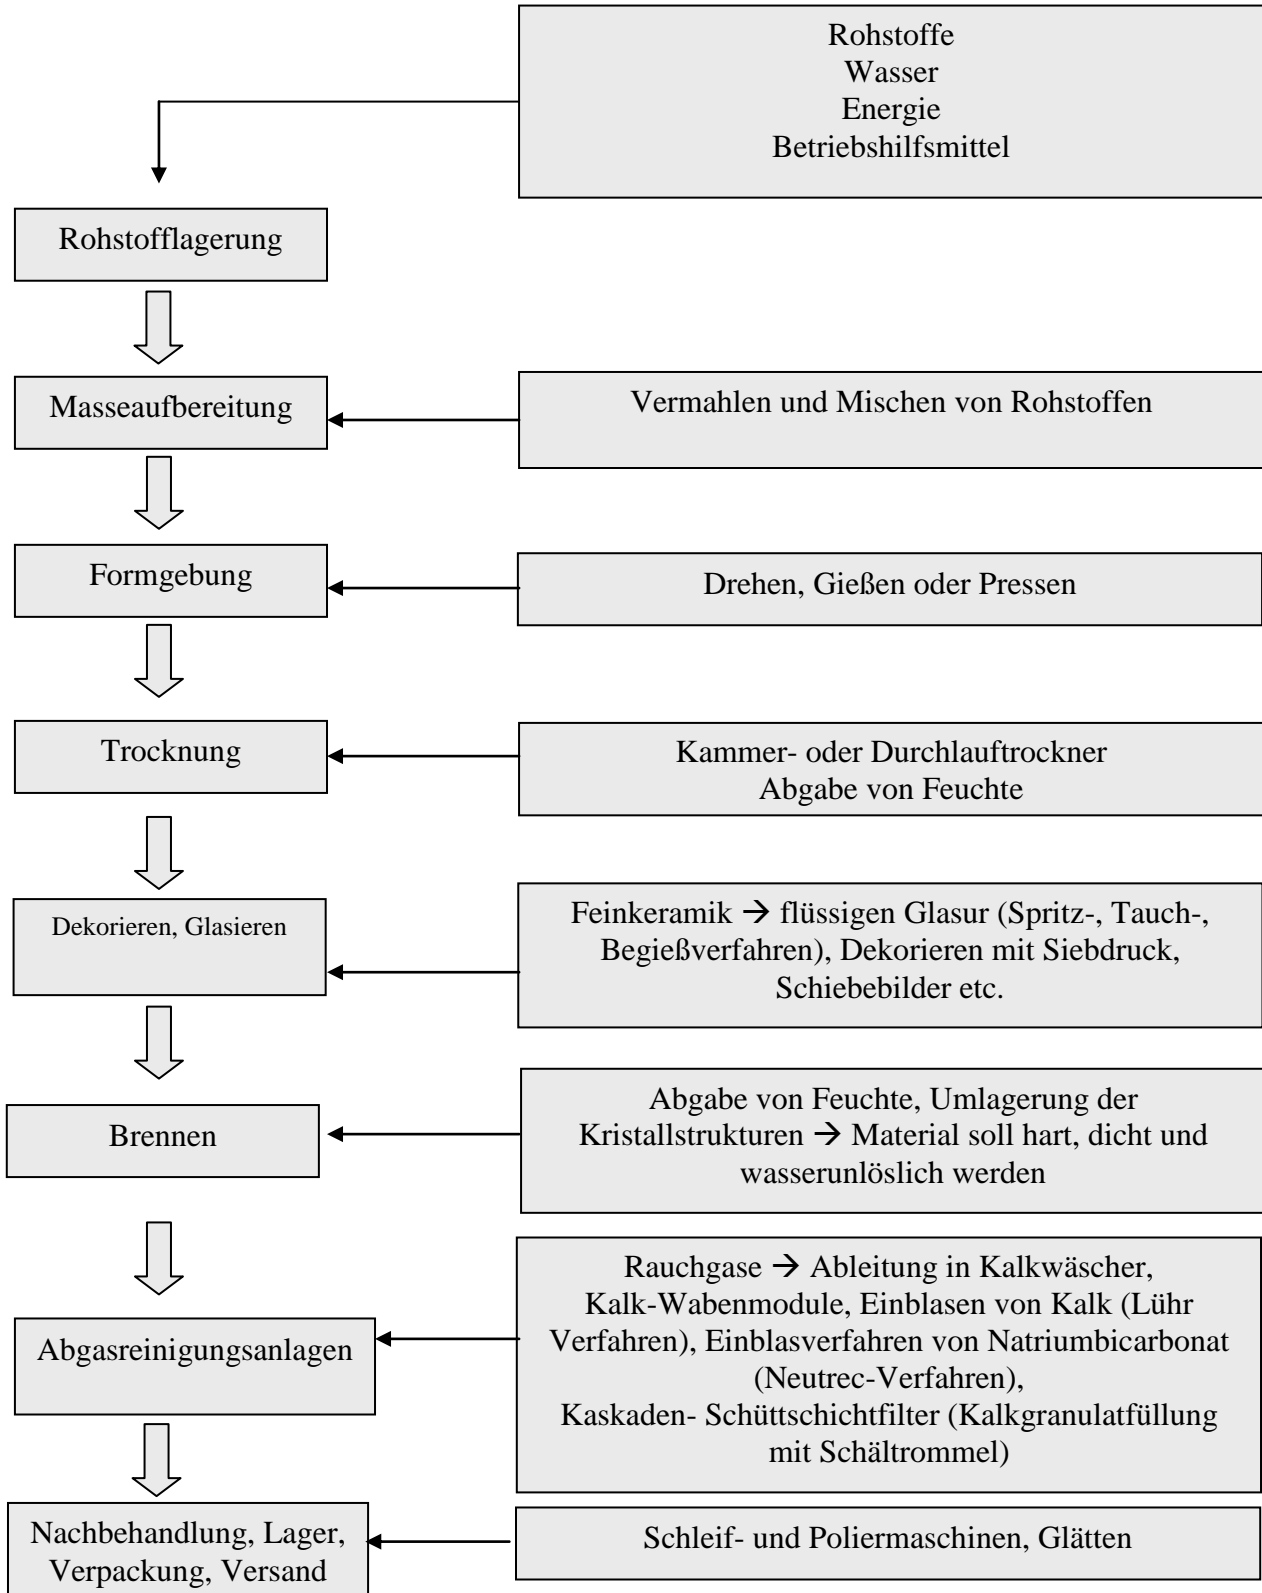 Rohstoffe
Wasser
Energie
Betriebshilfsmittel
Rohstofflagerung
Masseaufbereitung
Vermahlen und Mischen von Rohstoffen
Formgebung
Drehen, Gießen oder Pressen
Trocknung
Kammer- oder Durchlauftrockner
Abgabe von Feuchte
Dekorieren, Glasieren
Feinkeramik → flüssigen Glasur (Spritz-, Tauch-,
Begießverfahren), Dekorieren mit Siebdruck,
Schiebebilder etc.
Brennen
Abgabe von Feuchte, Umlagerung der
Kristallstrukturen → Material soll hart, dicht und
wasserunlöslich werden
Abgasreinigungsanlagen
Rauchgase → Ableitung in Kalkwäscher,
Kalk-Wabenmodule, Einblasen von Kalk (Lühr
Verfahren), Einblasverfahren von Natriumbicarbonat
(Neutrec-Verfahren),
Kaskaden- Schüttschichtfilter (Kalkgranulatfüllung
mit Schältrommel)
Nachbehandlung, Lager,
Verpackung, Versand
Schleif- und Poliermaschinen, Glätten